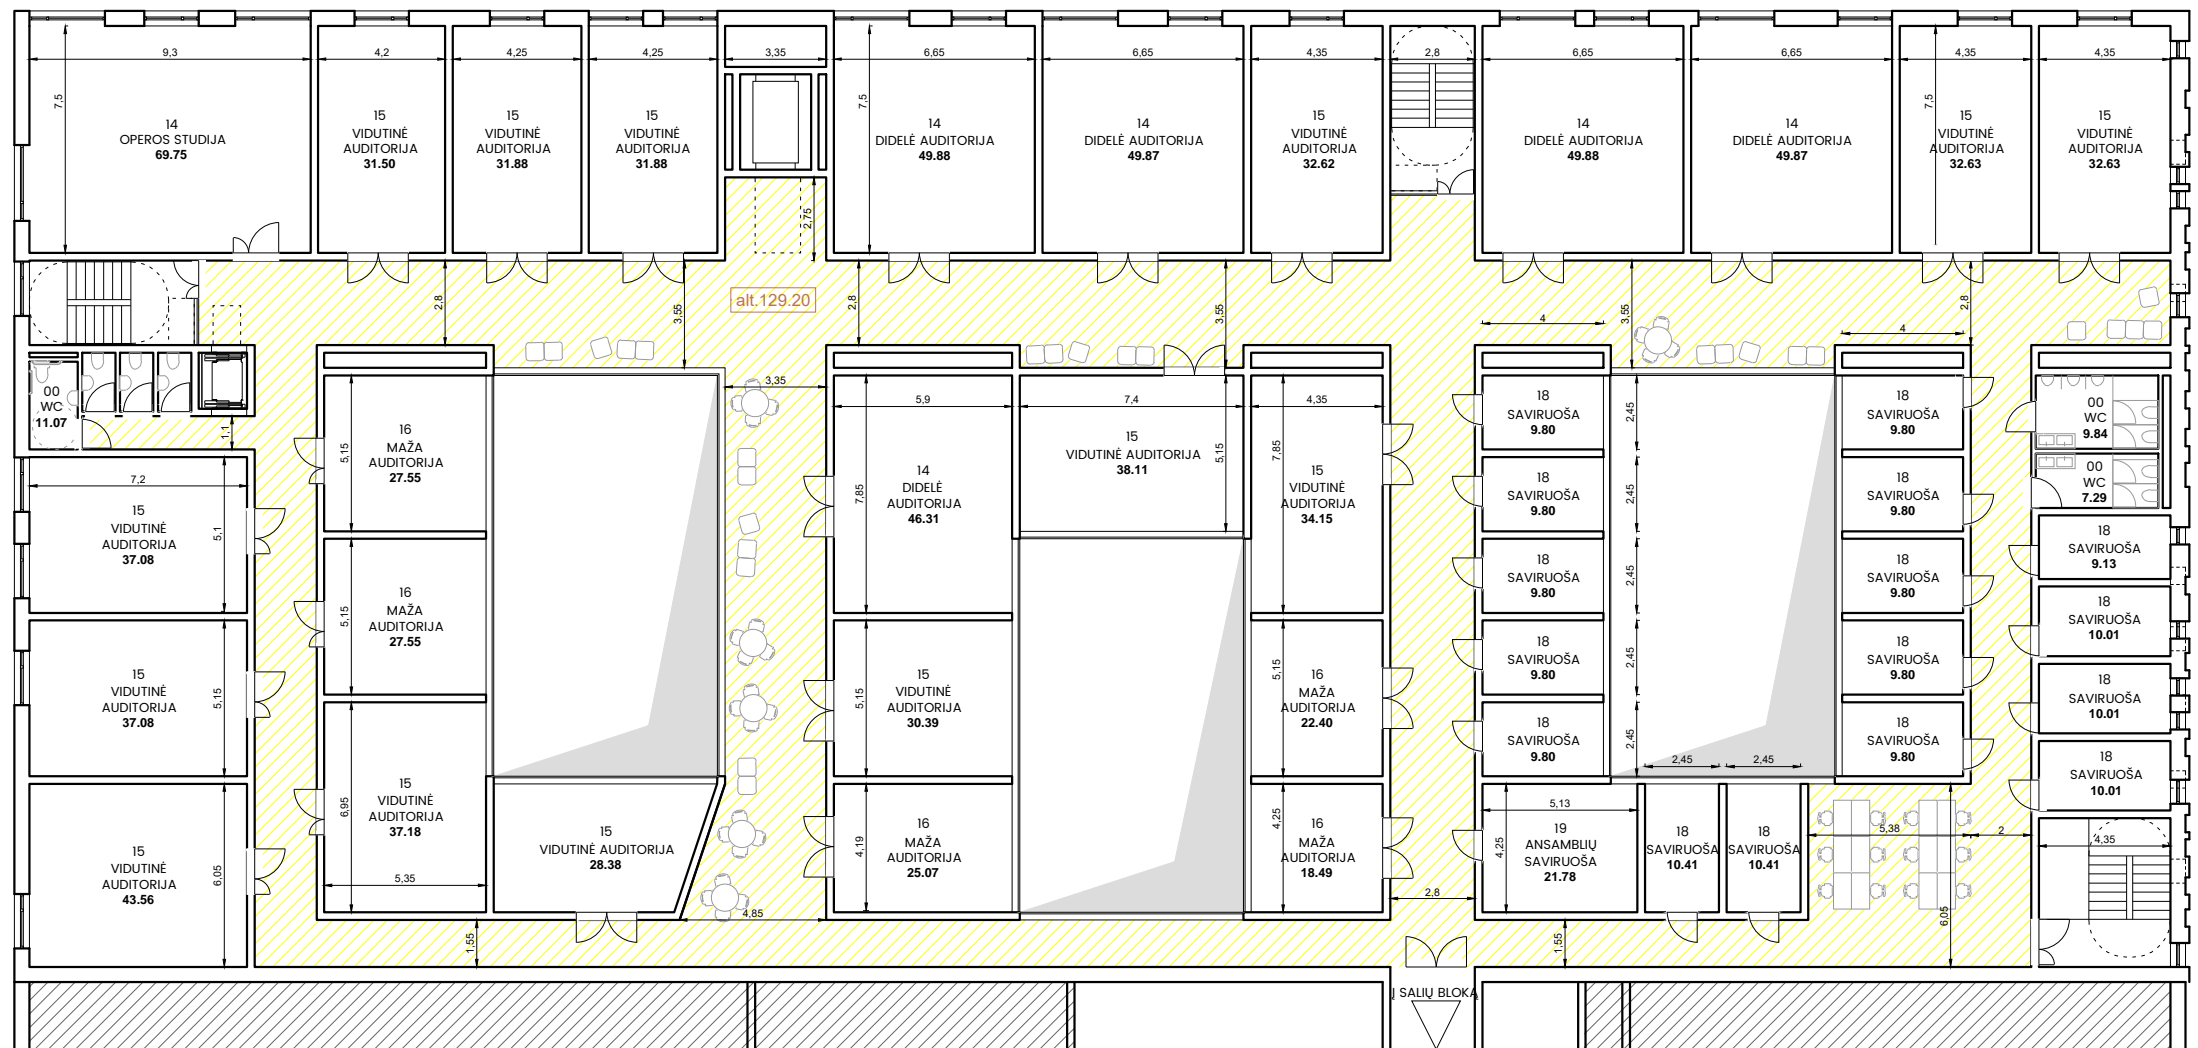 9,3
4,2
4,25
4,25
3,35
6,65
6,65
4,35
2,8
6,65
6,65
4,35
4,35
7,5
7,5
7,5
14
OPEROS STUDIJA
69.75
15
VIDUTINĖ
AUDITORIJA
31.50
15
VIDUTINĖ
AUDITORIJA
31.88
15
VIDUTINĖ
AUDITORIJA
31.88
14
DIDELĖ AUDITORIJA
49.88
14
DIDELĖ AUDITORIJA
49.87
15
VIDUTINĖ
AUDITORIJA
32.62
14
DIDELĖ AUDITORIJA
49.88
14
DIDELĖ AUDITORIJA
49.87
15
VIDUTINĖ
AUDITORIJA
32.63
15
VIDUTINĖ
AUDITORIJA
32.63
2,75
2,8
3,55
alt.129.20
2,8
3,55
4
3,55
4
2,8
00
WC
11.07
1,1
16
MAŽA
AUDITORIJA
27.55
5,15
3,35
5,9
7,4
4,35
7,85
14
DIDELĖ
AUDITORIJA
46.31
15
VIDUTINĖ AUDITORIJA
38.11
5,15
7,85
15
VIDUTINĖ
AUDITORIJA
34.15
18
SAVIRUOŠA
9.80
2,45
18
SAVIRUOŠA
9.80
00
WC
9.84
00
WC
7.29
7,2
15
VIDUTINĖ
AUDITORIJA
37.08
5,1
18
SAVIRUOŠA
9.80
2,45
18
SAVIRUOŠA
9.80
16
MAŽA
AUDITORIJA
27.55
5,15
18
SAVIRUOŠA
9.80
2,45
18
SAVIRUOŠA
9.80
18
SAVIRUOŠA
9.13
15
VIDUTINĖ
AUDITORIJA
37.08
5,15
15
VIDUTINĖ
AUDITORIJA
30.39
5,15
5,15
16
MAŽA
AUDITORIJA
22.40
18
SAVIRUOŠA
9.80
2,45
18
SAVIRUOŠA
9.80
18
SAVIRUOŠA
10.01
18
SAVIRUOŠA
9.80
2,45
18
SAVIRUOŠA
9.80
18
SAVIRUOŠA
10.01
2,45
2,45
18
SAVIRUOŠA
10.01
15
VIDUTINĖ
AUDITORIJA
37.18
6,95
5,35
15
VIDUTINĖ AUDITORIJA
28.38
15
VIDUTINĖ
AUDITORIJA
43.56
6,05
4,19
16
MAŽA
AUDITORIJA
25.07
4,25
16
MAŽA
AUDITORIJA
18.49
5,13
4,25
19
ANSAMBLIŲ
SAVIRUOŠA
21.78
18
SAVIRUOŠA
10.41
18
SAVIRUOŠA
10.41
5,38
2
4,35
6,05
4,85
2,8
1,55
1,55
Į SALIŲ BLOKĄ